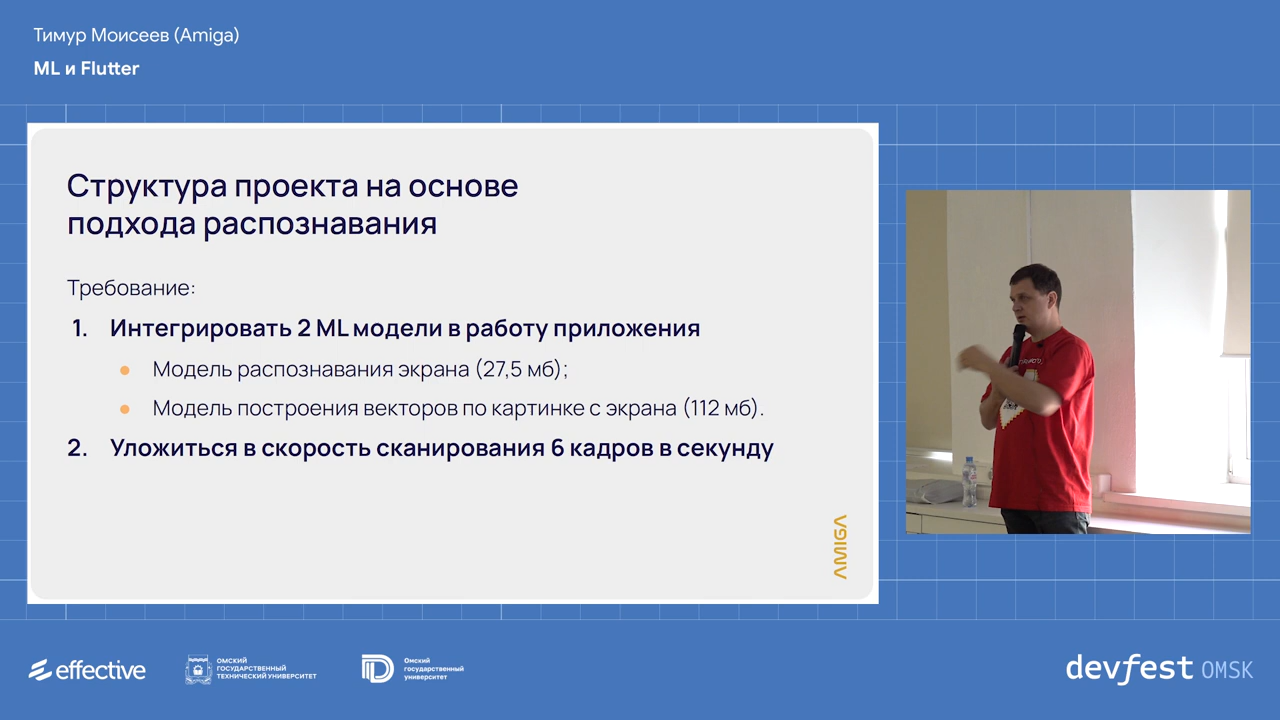 Тимур Моисеев (Amiga)
ML и Flutter
Структура проекта на основе
подхода распознавания
Требование:
1. Интегрировать 2 ML модели в работу приложения
Модель распознавания экрана (27,5 мб);
Модель построения векторов по картинке с экрана (112 мб).
2. Уложиться в скорость сканирования 6 кадров в секунду
AMIGA
effective
ОМСКИЙ
ГОСУДАРСТВЕННЫЙ
ТЕХНИЧЕСКИЙ УНИВЕРСИТЕТ
Омский
государственный
университет
devfest OMSK